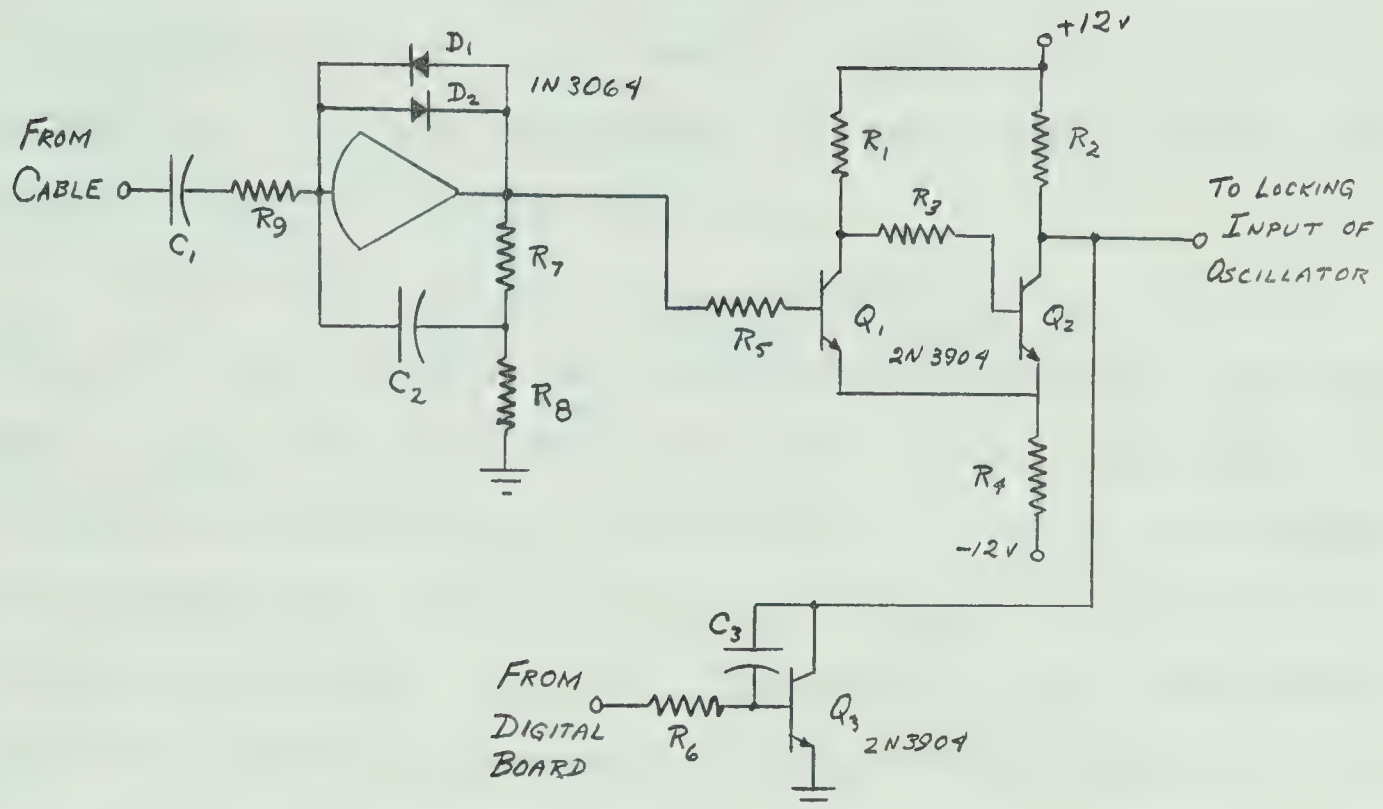 D₁
1N3064
D₂
+12v
FROM
CABLE
C₁
R₉
R₇
C₂
R₈
R₁
R₂
R₃
TO LOCKING
INPUT OF
OSCILLATOR
R₅
Q₁
2N3904
Q₂
R₄
-12v
C₃
FROM
DIGITAL
BOARD
R₆
Q₃
2N3904